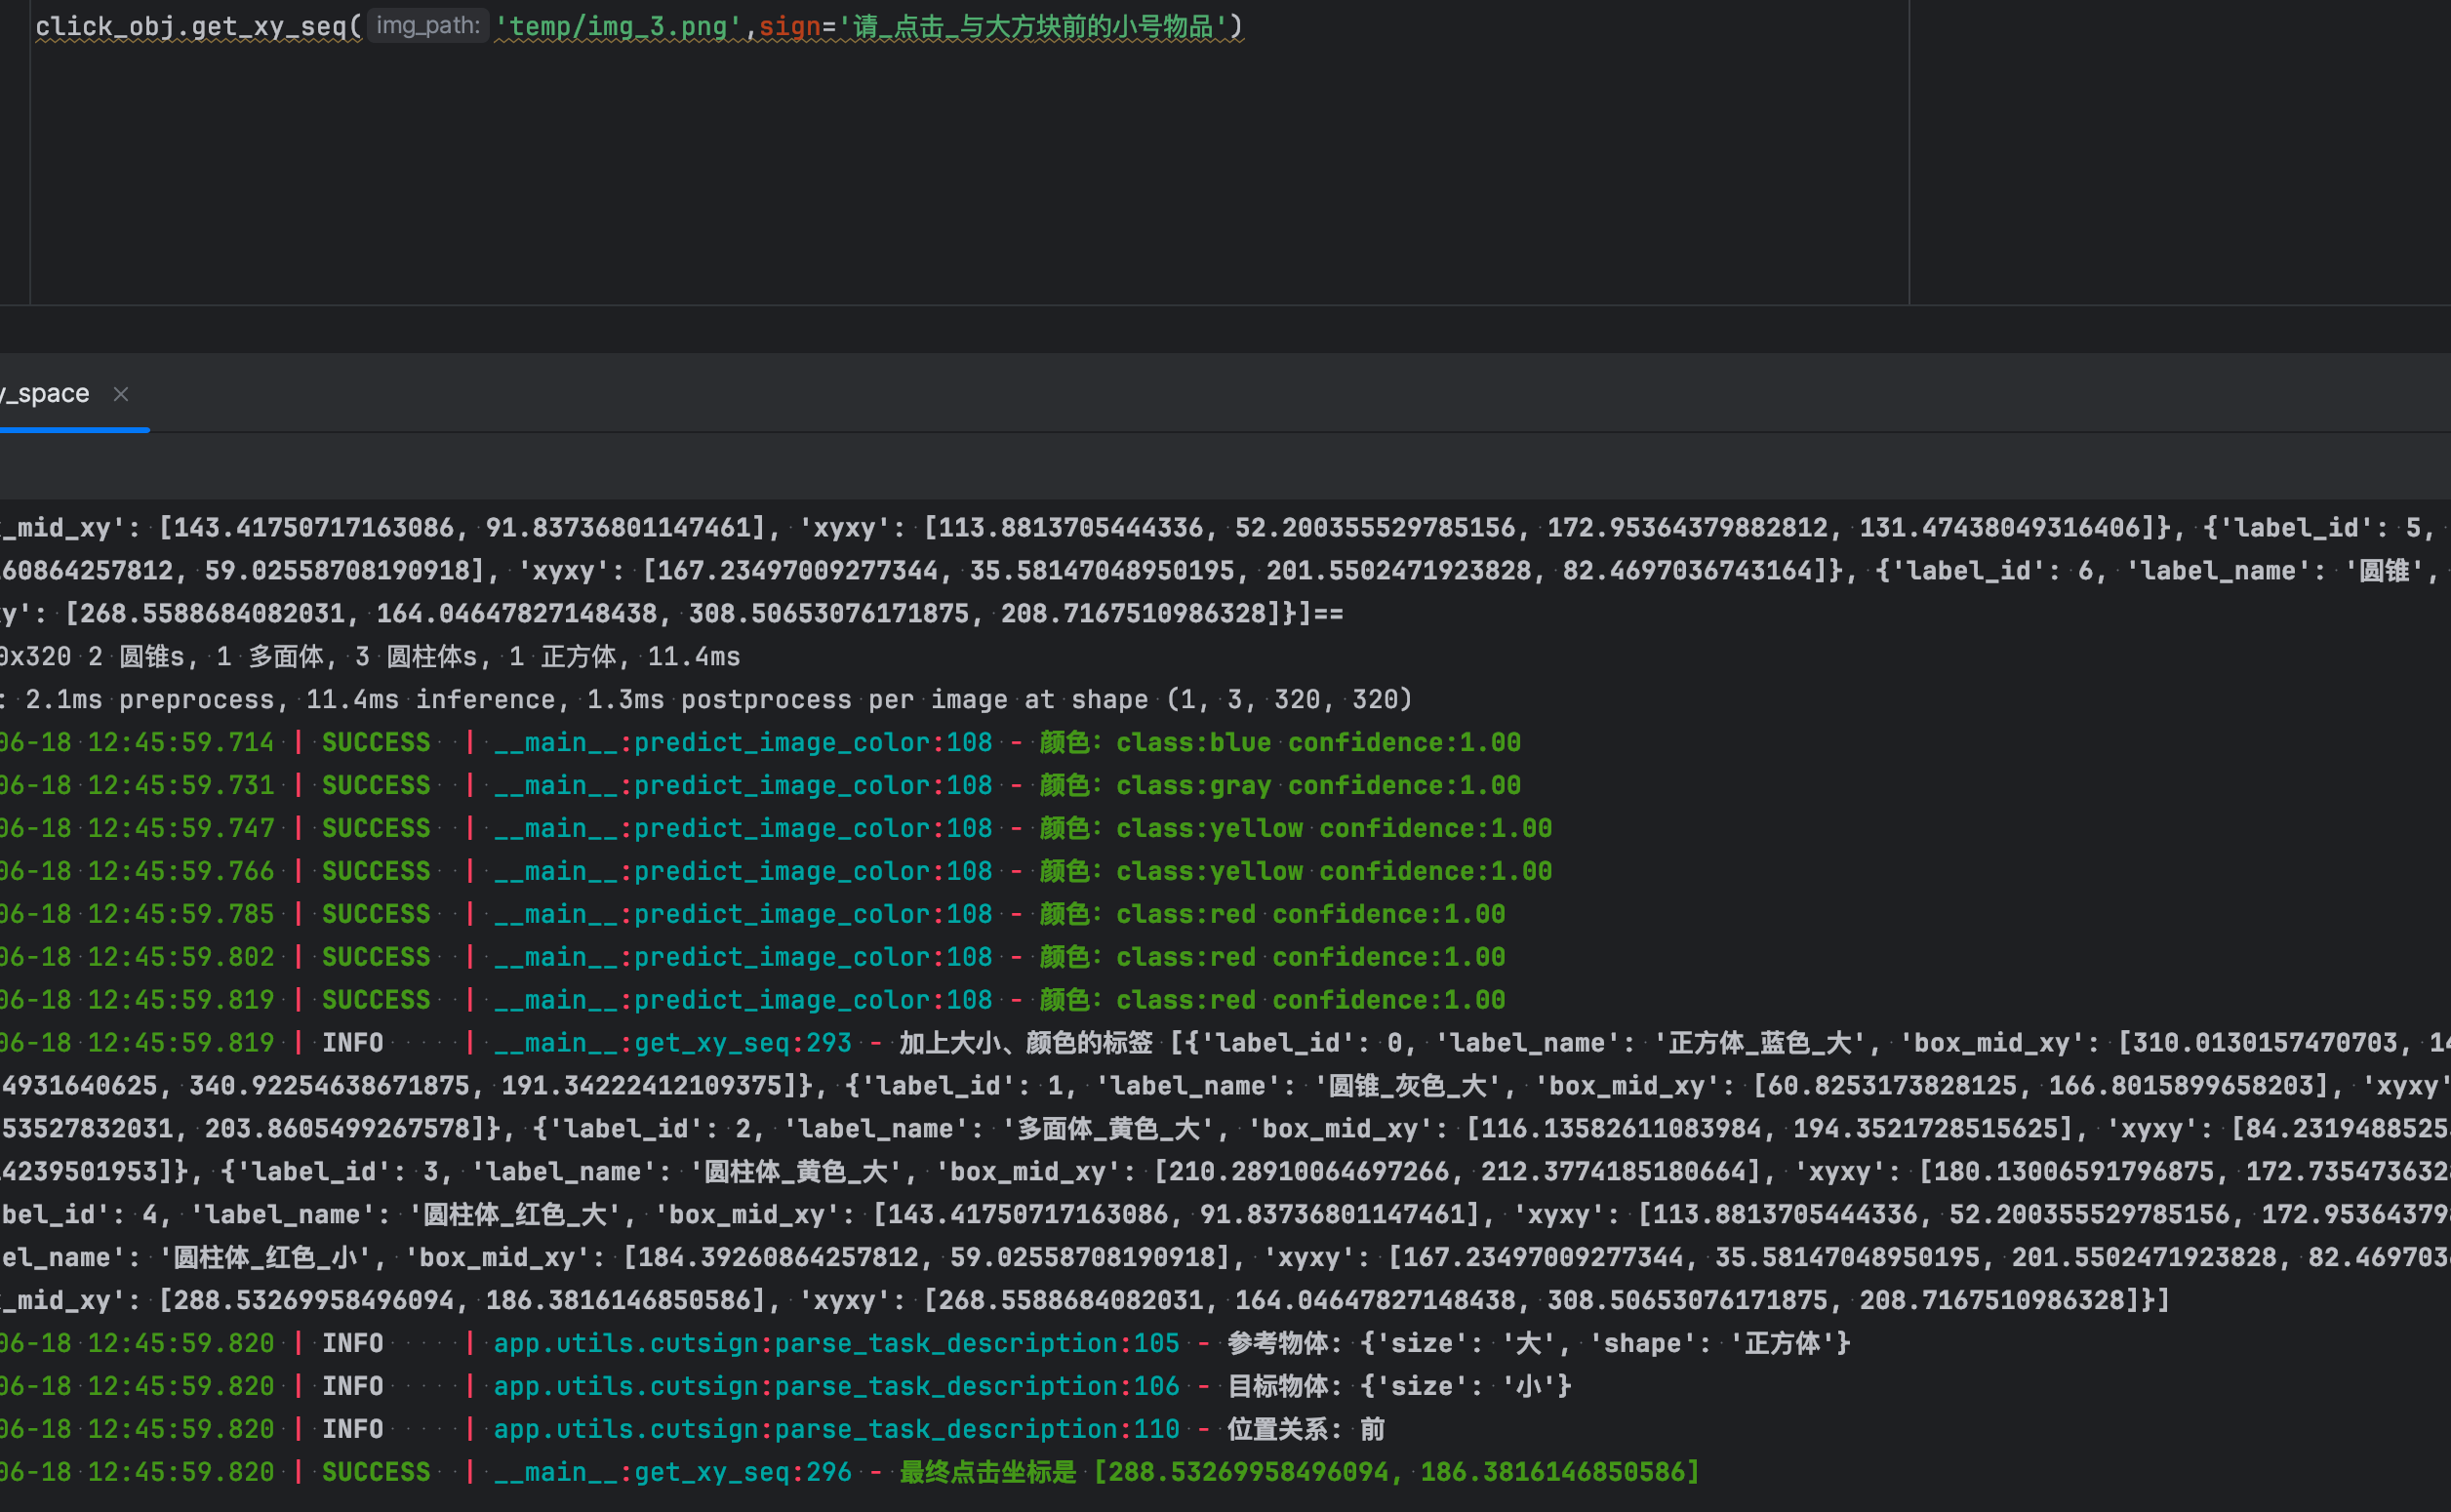 click_obj.get_xy_seq( img_path: 'temp/img_3.png',sign='请_点击_与大方块前的小号物品')
y_space ×
_mid_xy': [143.41750717163086, 91.83736801147461], 'xyxy': [113.8813705444336, 52.200355529785156, 172.95364379882812, 131.47438049316406]}, {'label_id': 5,
60864257812, 59.02558708190918], 'xyxy': [167.23497009277344, 35.58147048950195, 201.5502471923828, 82.4697036743164]}, {'label_id': 6, 'label_name': '圆锥',
y': [268.5588684082031, 164.04647827148438, 308.50653076171875, 208.7167510986328]}]==
0x320 2 圆锥s, 1 多面体, 3 圆柱体s, 1 正方体, 11.4ms
: 2.1ms preprocess, 11.4ms inference, 1.3ms postprocess per image at shape (1, 3, 320, 320)
06-18 12:45:59.714 | SUCCESS | __main__:predict_image_color:108 - 颜色: class:blue confidence:1.00
06-18 12:45:59.731 | SUCCESS | __main__:predict_image_color:108 - 颜色: class:gray confidence:1.00
06-18 12:45:59.747 | SUCCESS | __main__:predict_image_color:108 - 颜色: class:yellow confidence:1.00
06-18 12:45:59.766 | SUCCESS | __main__:predict_image_color:108 - 颜色: class:yellow confidence:1.00
06-18 12:45:59.785 | SUCCESS | __main__:predict_image_color:108 - 颜色: class:red confidence:1.00
06-18 12:45:59.802 | SUCCESS | __main__:predict_image_color:108 - 颜色: class:red confidence:1.00
06-18 12:45:59.819 | SUCCESS | __main__:predict_image_color:108 - 颜色: class:red confidence:1.00
06-18 12:45:59.819 | INFO | __main__:get_xy_seq:293 - 加上大小、颜色的标签 [{'label_id': 0, 'label_name': '正方体_蓝色_大', 'box_mid_xy': [310.0130157470703, 14
4931640625, 340.92254638671875, 191.34222412109375]}, {'label_id': 1, 'label_name': '圆锥_灰色_大', 'box_mid_xy': [60.8253173828125, 166.8015899658203], 'xyxy'
53527832031, 203.8605499267578]}, {'label_id': 2, 'label_name': '多面体_黄色_大', 'box_mid_xy': [116.13582611083984, 194.3521728515625], 'xyxy': [84.2319488525
4239501953]}, {'label_id': 3, 'label_name': '圆柱体_黄色_大', 'box_mid_xy': [210.28910064697266, 212.3774185180664], 'xyxy': [180.13006591796875, 172.735473632
bel_id': 4, 'label_name': '圆柱体_红色_大', 'box_mid_xy': [143.41750717163086, 91.83736801147461], 'xyxy': [113.8813705444336, 52.200355529785156, 172.95364379
el_name': '圆柱体_红色_小', 'box_mid_xy': [184.39260864257812, 59.02558708190918], 'xyxy': [167.23497009277344, 35.58147048950195, 201.5502471923828, 82.469703
_mid_xy': [288.53269958496094, 186.3816146850586], 'xyxy': [268.5588684082031, 164.04647827148438, 308.50653076171875, 208.7167510986328]}]
06-18 12:45:59.820 | INFO | app.utils.cutsign:parse_task_description:105 - 参考物体: {'size': '大', 'shape': '正方体'}
06-18 12:45:59.820 | INFO | app.utils.cutsign:parse_task_description:106 - 目标物体: {'size': '小'}
06-18 12:45:59.820 | INFO | app.utils.cutsign:parse_task_description:110 - 位置关系: 前
06-18 12:45:59.820 | SUCCESS | __main__:get_xy_seq:296 - 最终点击坐标是 [288.53269958496094, 186.3816146850586]